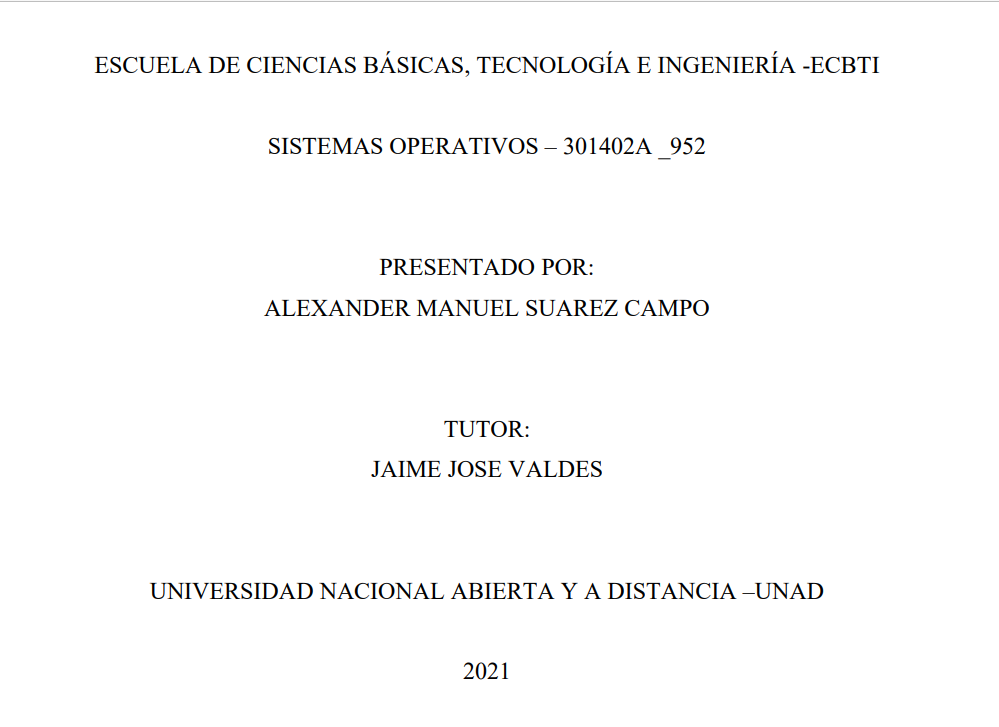 ESCUELA DE CIENCIAS BÁSICAS, TECNOLOGÍA E INGENIERÍA -ECBTI
SISTEMAS OPERATIVOS – 301402A _952
PRESENTADO POR:
ALEXANDER MANUEL SUAREZ CAMPO
TUTOR:
JAIME JOSE VALDES
UNIVERSIDAD NACIONAL ABIERTA Y A DISTANCIA –UNAD
2021